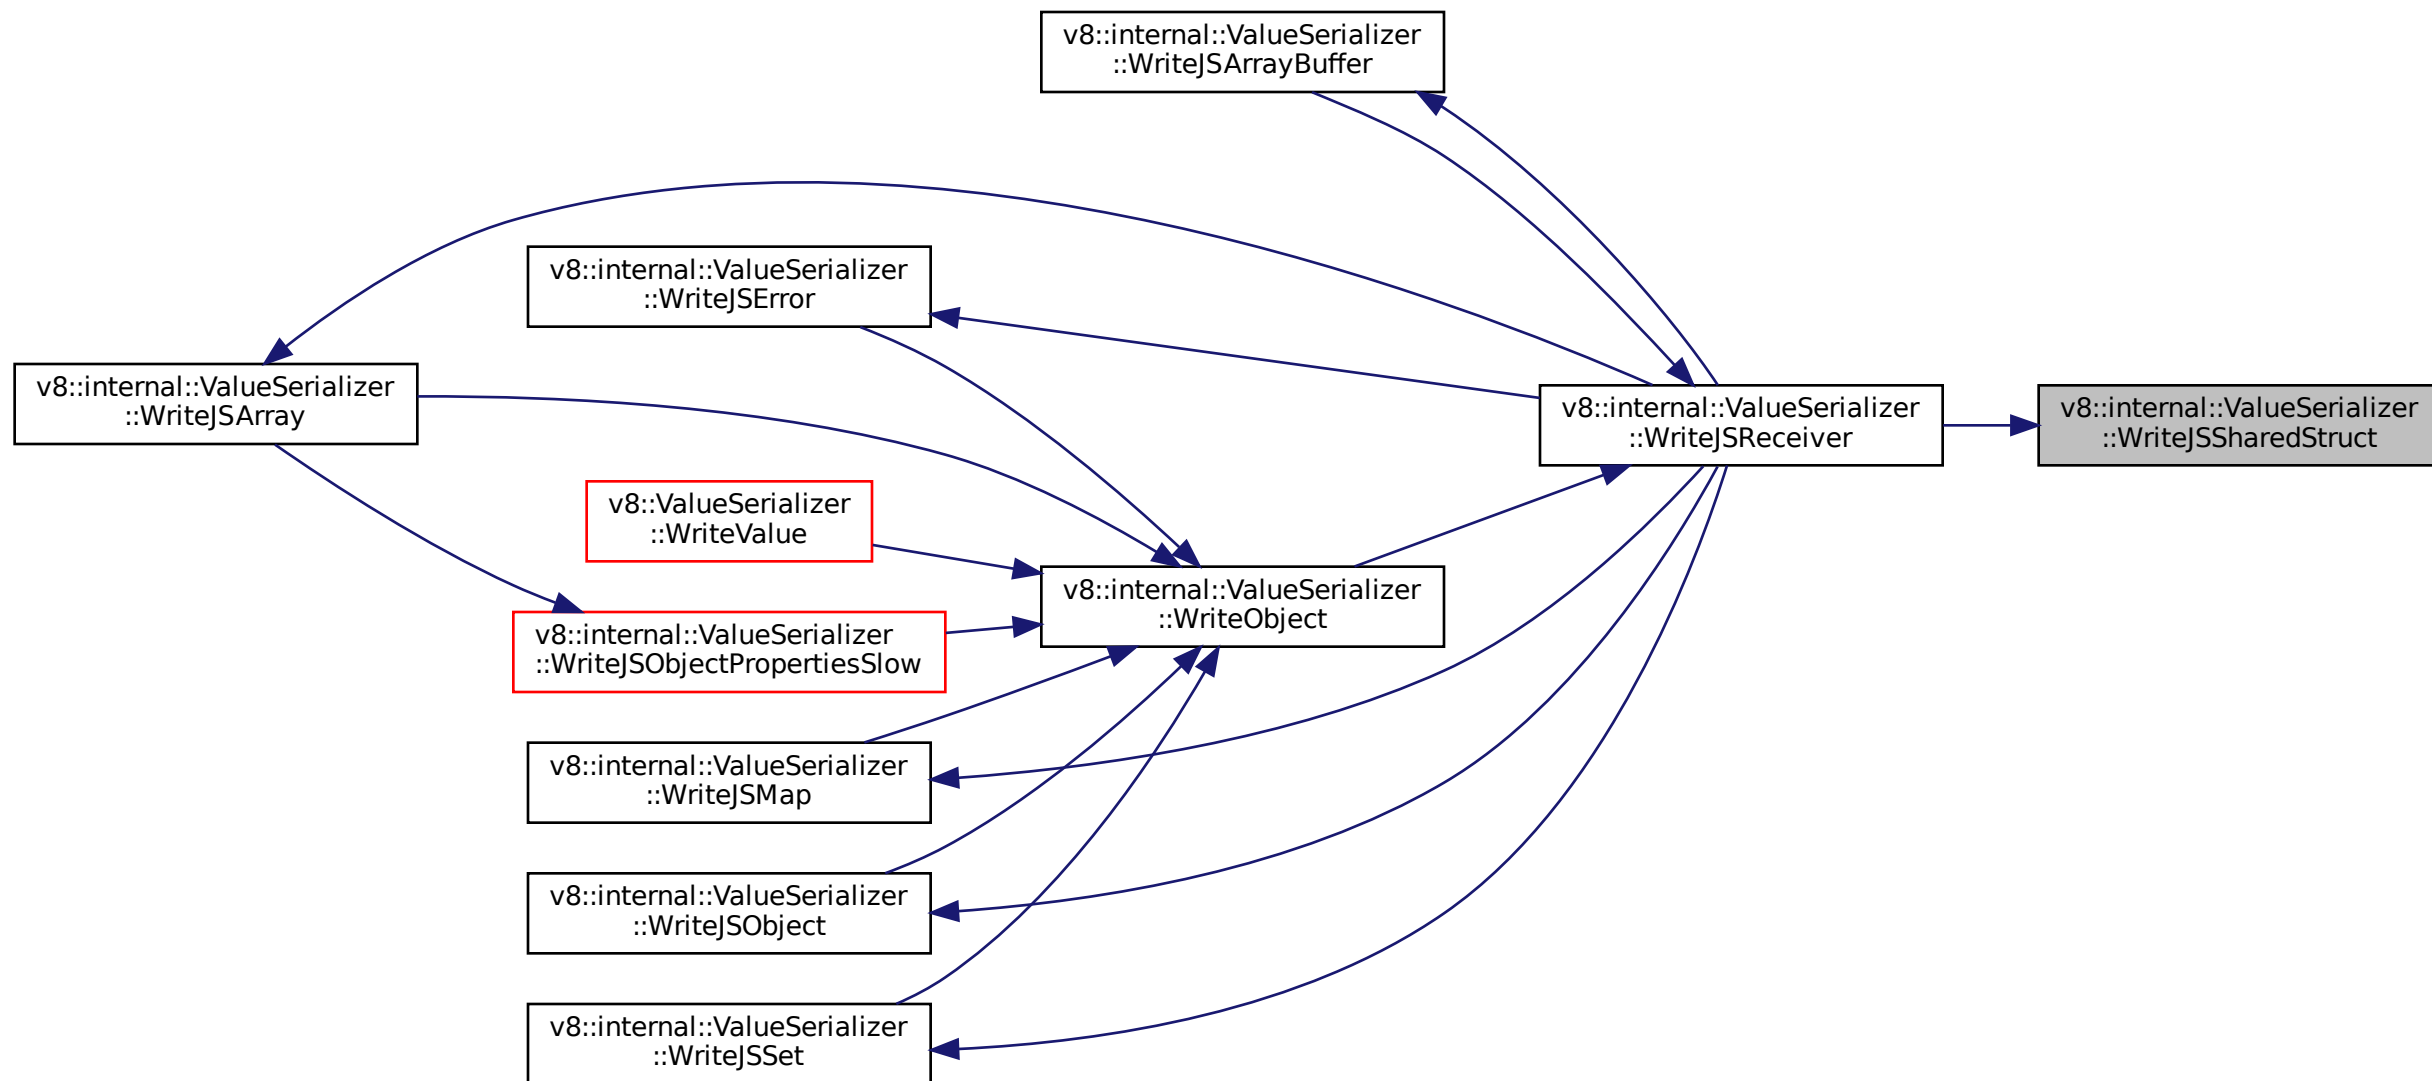 v8::internal::ValueSerializer
::WriteJSArrayBuffer
v8::internal::ValueSerializer
::WriteJSError
v8::internal::ValueSerializer
::WriteJSArray
v8::internal::ValueSerializer
::WriteJSReceiver
v8::internal::ValueSerializer
::WriteJSSharedStruct
v8::ValueSerializer
::WriteValue
v8::internal::ValueSerializer
::WriteObject
v8::internal::ValueSerializer
::WriteJSObjectPropertiesSlow
v8::internal::ValueSerializer
::WriteJSMap
v8::internal::ValueSerializer
::WriteJSObject
v8::internal::ValueSerializer
::WriteJSSet